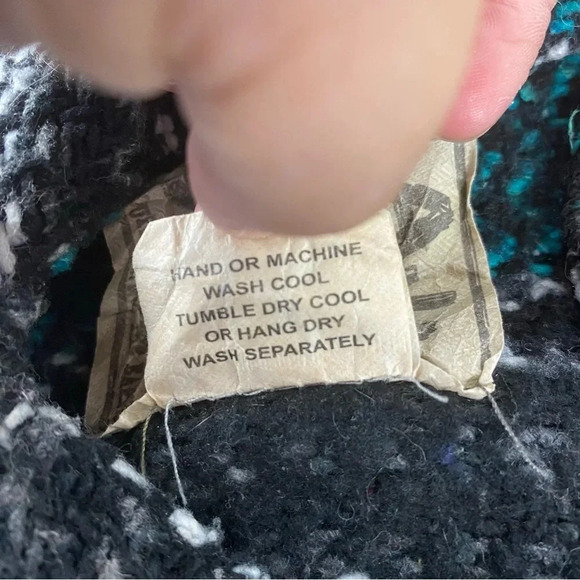 HAND OR MACHINE
WASH COOL
TUMBLE DRY COOL
OR HANG DRY
WASH SEPARATELY